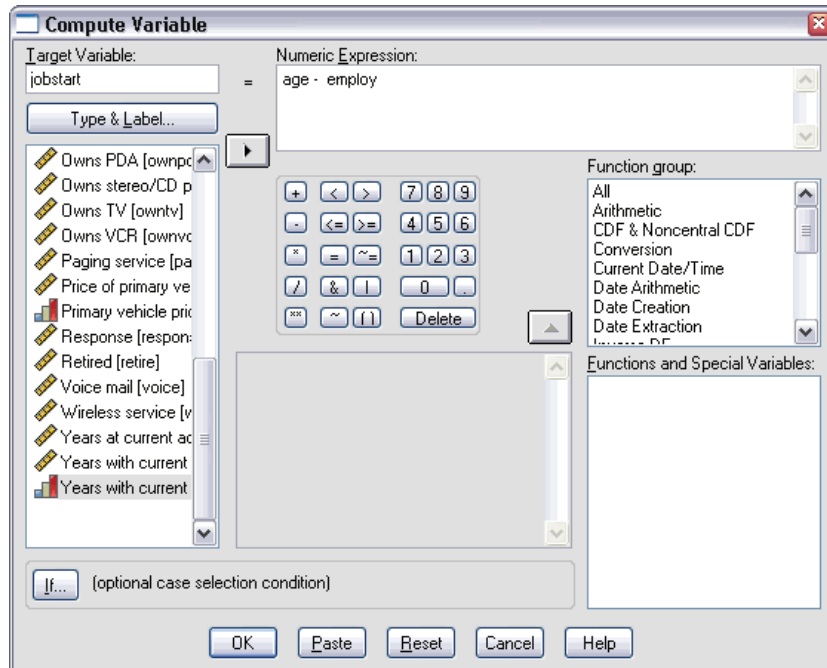 Compute Variable
Target Variable:
jobstart
=
Numeric Expression:
age - employ
Type & Label...
Owns PDA [ownpc
Owns stereo/CD p
Owns TV [owntv]
Owns VCR [ownvc
Paging service [pa
Price of primary ve
Primary vehicle pric
Response [respon:
Retired [retire]
Voice mail [voice]
Wireless service [w
Years at current ac
Years with current
Years with current
+ < > 7 8 9
- <= >= 4 5 6
* = ~= 1 2 3
/ & | 0 .
** ~ ( ) Delete
Function group:
All
Arithmetic
CDF & Noncentral CDF
Conversion
Current Date/Time
Date Arithmetic
Date Creation
Date Extraction
Inverse DF
Functions and Special Variables:
If... (optional case selection condition)
OK Paste Reset Cancel Help